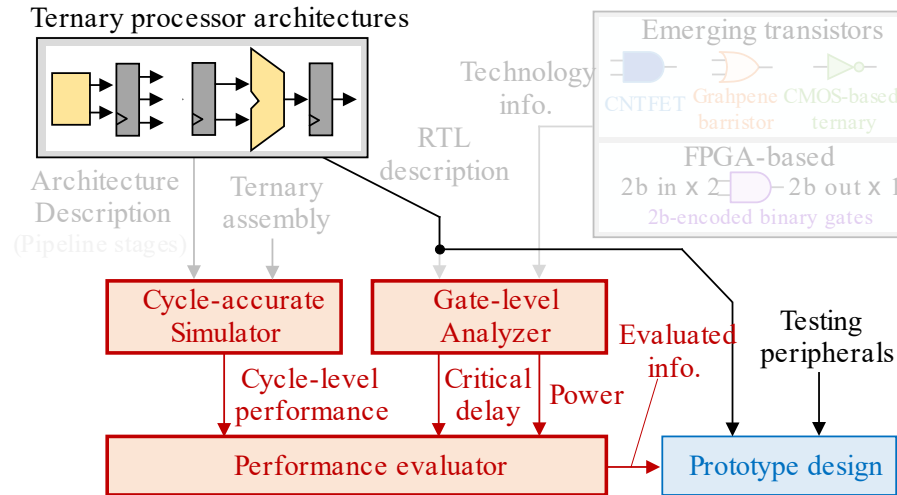 Ternary processor architectures
Emerging transistors
CNTFET
Grahpene
barristor
CMOS-based
ternary
FPGA-based
2b in x 2
2b out x 1
2b-encoded binary gates
Technology
info.
RTL
description
Architecture
Description
(Pipeline stages)
Ternary
assembly
Cycle-accurate
Simulator
Gate-level
Analyzer
Evaluated
info.
Testing
peripherals
Cycle-level
performance
Critical
delay
Power
Performance evaluator
Prototype design